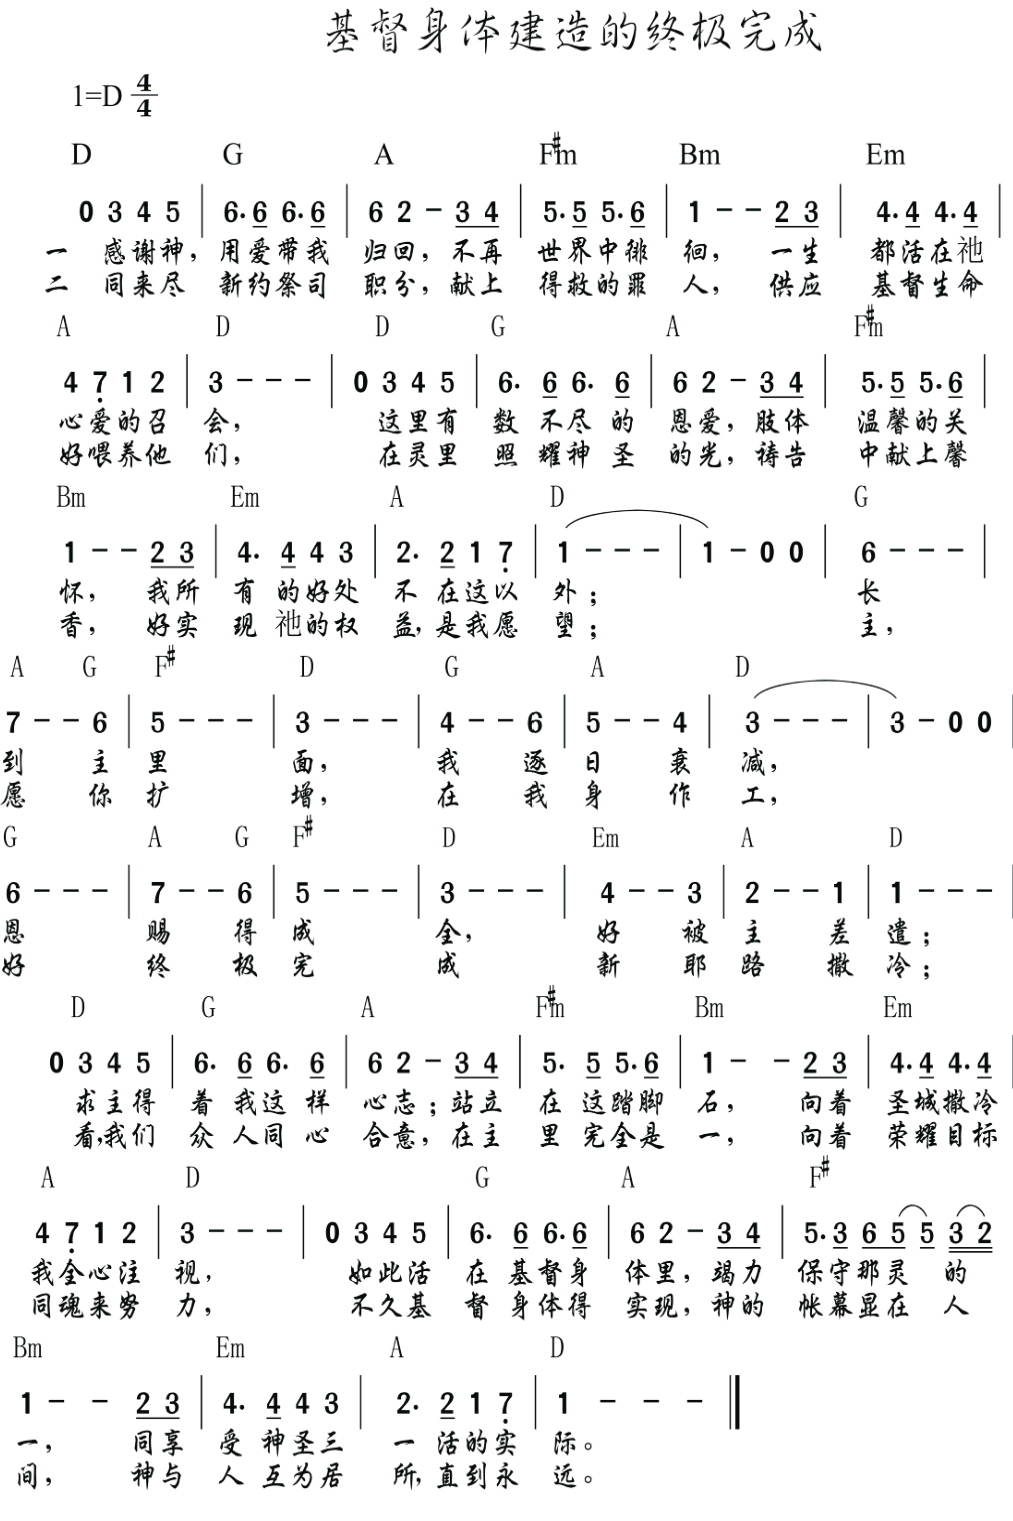 基督身体建造的终极完成
1=D 4/4
D G A F#m Bm Em
0 3 4 5 | 6. 6 6. 6 | 6 2 - 3 4 | 5. 5 5. 6 | 1 - - 2 3 | 4. 4 4. 4 |
一 感谢神，用爱带我 归回，不再 世界中徘 徊， 一生 都活在祂
二 同来尽 新约祭司 职分，献上 得救的罪 人， 供应 基督生命
A D D G A F#m
4 7 1 2 | 3 - - - | 0 3 4 5 | 6. 6 6. 6 | 6 2 - 3 4 | 5. 5 5. 6 |
心爱的召 会， 这里有 数 不尽 的 恩爱，肢体 温馨的关
好喂养他 们， 在灵里 照 耀神 圣 的光，祷告 中献上馨
Bm Em A D G
1 - - 2 3 | 4. 4 4 3 | 2. 2 1 7 | 1 - - - | 1 - 0 0 | 6 - - - |
怀， 我所 有 的好处 不 在这以 外； 长
香， 好实 现 祂的权 益，是我愿 望； 主，
A G F# D G A D
7 - - 6 | 5 - - - | 3 - - - | 4 - - 6 | 5 - - 4 | 3 - - - | 3 - 0 0 |
到 主 里 面， 我 逐 日 衰 减，
愿 你 扩 增， 在 我 身 作 工，
G A G F# D Em A D
6 - - - | 7 - - 6 | 5 - - - | 3 - - - | 4 - - 3 | 2 - - 1 | 1 - - - |
恩 赐 得 成 全， 好 被 主 差 遣；
好 终 极 完 成 新 耶 路 撒 冷；
D G A F#m Bm Em
0 3 4 5 | 6. 6 6. 6 | 6 2 - 3 4 | 5. 5 5. 6 | 1 - - 2 3 | 4. 4 4. 4 |
求主得 着 我这 样 心志；站立 在 这踏脚 石， 向着 圣城撒冷
看，我们 众 人同 心 合意，在主 里 完全是 一， 向着 荣耀目标
A D G A F#
4 7 1 2 | 3 - - - | 0 3 4 5 | 6. 6 6. 6 | 6 2 - 3 4 | 5. 3 6 5 5 3 2
我全心注 视， 如此活 在 基督身 体里，竭力 保守那灵 的
同魂来努 力， 不久基 督 身体得 实现，神的 帐幕显在 人
Bm Em A D
1 - - 2 3 | 4. 4 4 3 | 2. 2 1 7 | 1 - - - ||
一， 同享 受 神圣三 一 活的实 际。
间， 神与 人 互为居 所，直到永 远。